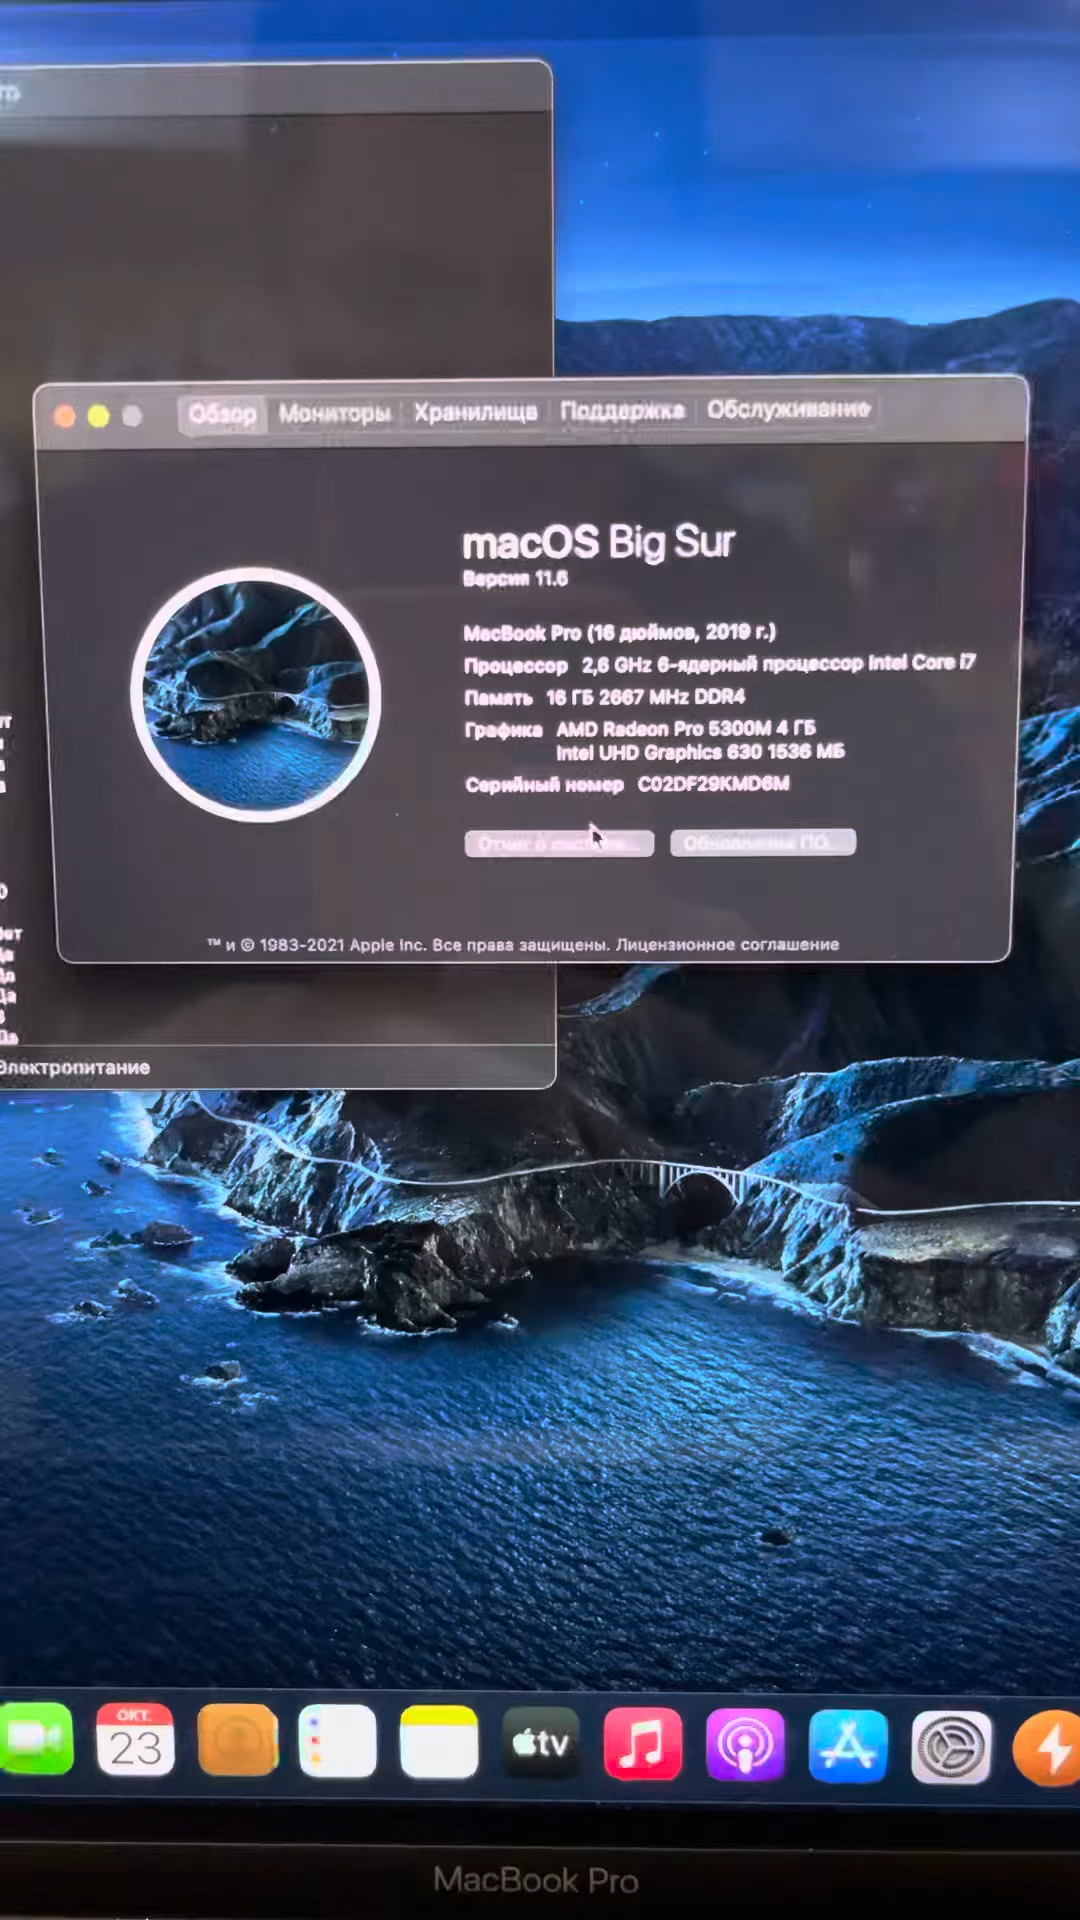 Обзор Мониторы Хранилище Поддержка Обслуживание
macOS Big Sur
Версия 11.6
MacBook Pro (16 дюймов, 2019 г.)
Процессор 2,6 GHz 6-ядерный процессор Intel Core i7
Память 16 ГБ 2667 MHz DDR4
Графика AMD Radeon Pro 5300M 4 ГБ
Intel UHD Graphics 630 1536 МБ
Серийный номер C02DF29KMD6M
Отчет о системе... Обновление ПО...
™ и © 1983-2021 Apple Inc. Все права защищены. Лицензионное соглашение
Электропитание
ОКТ.
23
tv
MacBook Pro